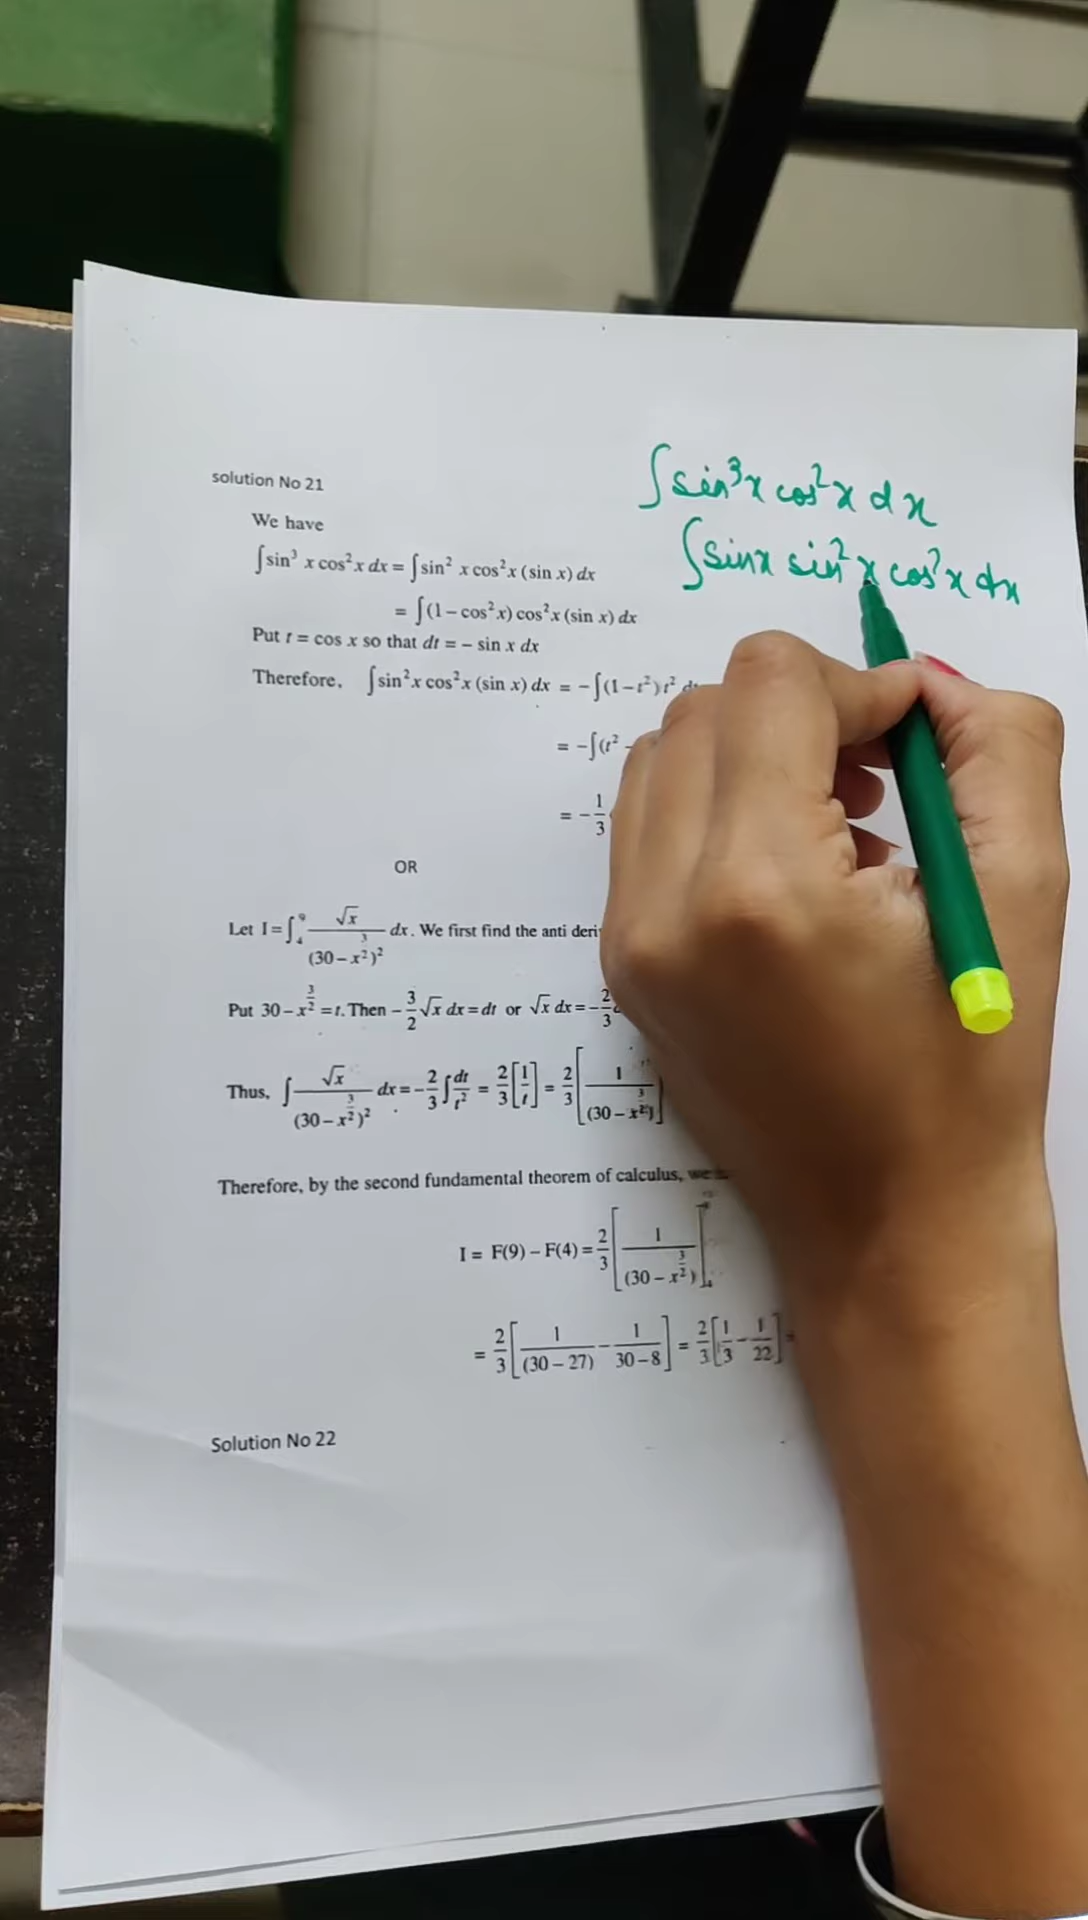 solution No 21
∫sin³x cos²x dx
We have
∫sinx sin²x cos²x dx
∫sin³ x cos²x dx = ∫sin² x cos²x (sin x) dx
= ∫(1 – cos²x) cos²x (sin x) dx
Put t = cos x so that dt = – sin x dx
Therefore, ∫sin²x cos²x (sin x) dx = – ∫(1 – t²) t²
= – ∫(t² –
= – 1/3
OR
Let I = ∫₄⁹ √x / (30 – x^(3/2))² dx. We first find the anti
Put 30 – x^(3/2) = t. Then – 3/2 √x dx = dt or √x dx = – 2/3
Thus, ∫ √x / (30 – x^(3/2))² dx = – 2/3 ∫ dt/t² = 2/3 [1/t] = 2/3 [1 / (30 – x^(3/2))]
Therefore, by the second fundamental theorem of calculus, we
I = F(9) – F(4) = 2/3 [1 / (30 – x^(3/2))]₄
= 2/3 [1 / (30 – 27) – 1 / 30 – 8] = 2/3 [1/3 – 1/22] =
Solution No 22